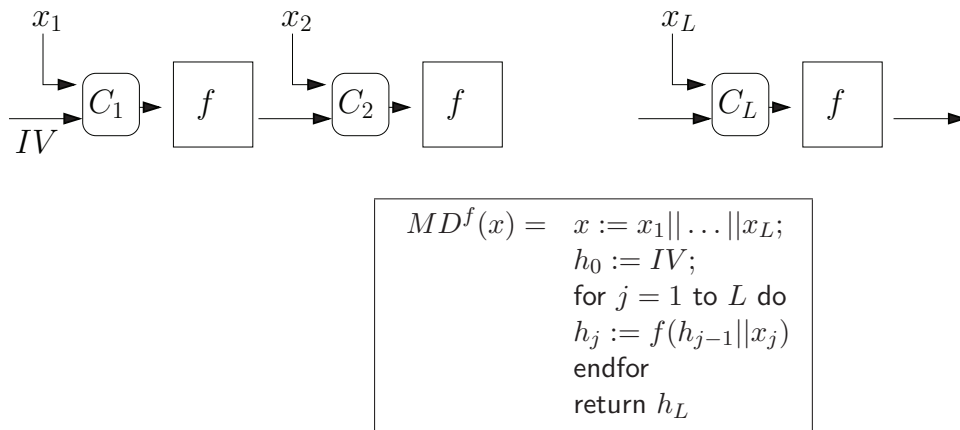 x_1 x_2 x_L
C_1 f C_2 f C_L f
IV
MD^f(x) = x := x_1||...||x_L;
h_0 := IV;
for j = 1 to L do
h_j := f(h_{j-1}||x_j)
endfor
return h_L